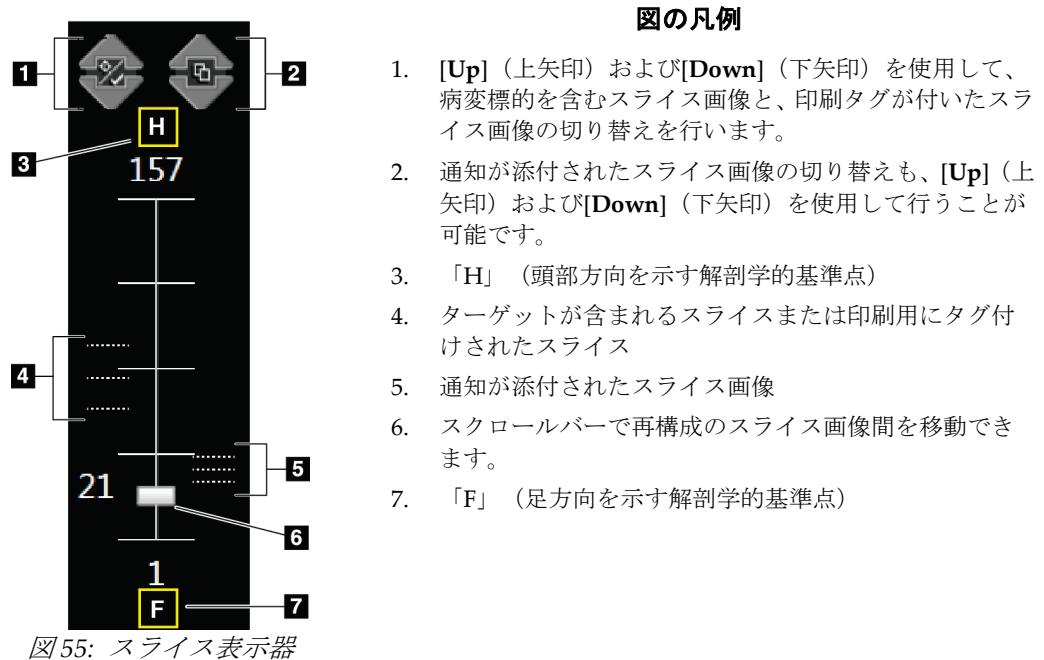 1
2
H
3
157
4
5
21
6
1
F
7
図 55: スライス表示器
図の凡例
1. [Up]（上矢印）および[Down]（下矢印）を使用して、
病変標的を含むスライス画像と、印刷タグが付いたスラ
イス画像の切り替えを行います。
2. 通知が添付されたスライス画像の切り替えも、[Up]（上
矢印）および[Down]（下矢印）を使用して行うことが
可能です。
3. 「H」（頭部方向を示す解剖学的基準点）
4. ターゲットが含まれるスライスまたは印刷用にタグ付
けされたスライス
5. 通知が添付されたスライス画像
6. スクロールバーで再構成のスライス画像間を移動でき
ます。
7. 「F」（足方向を示す解剖学的基準点）